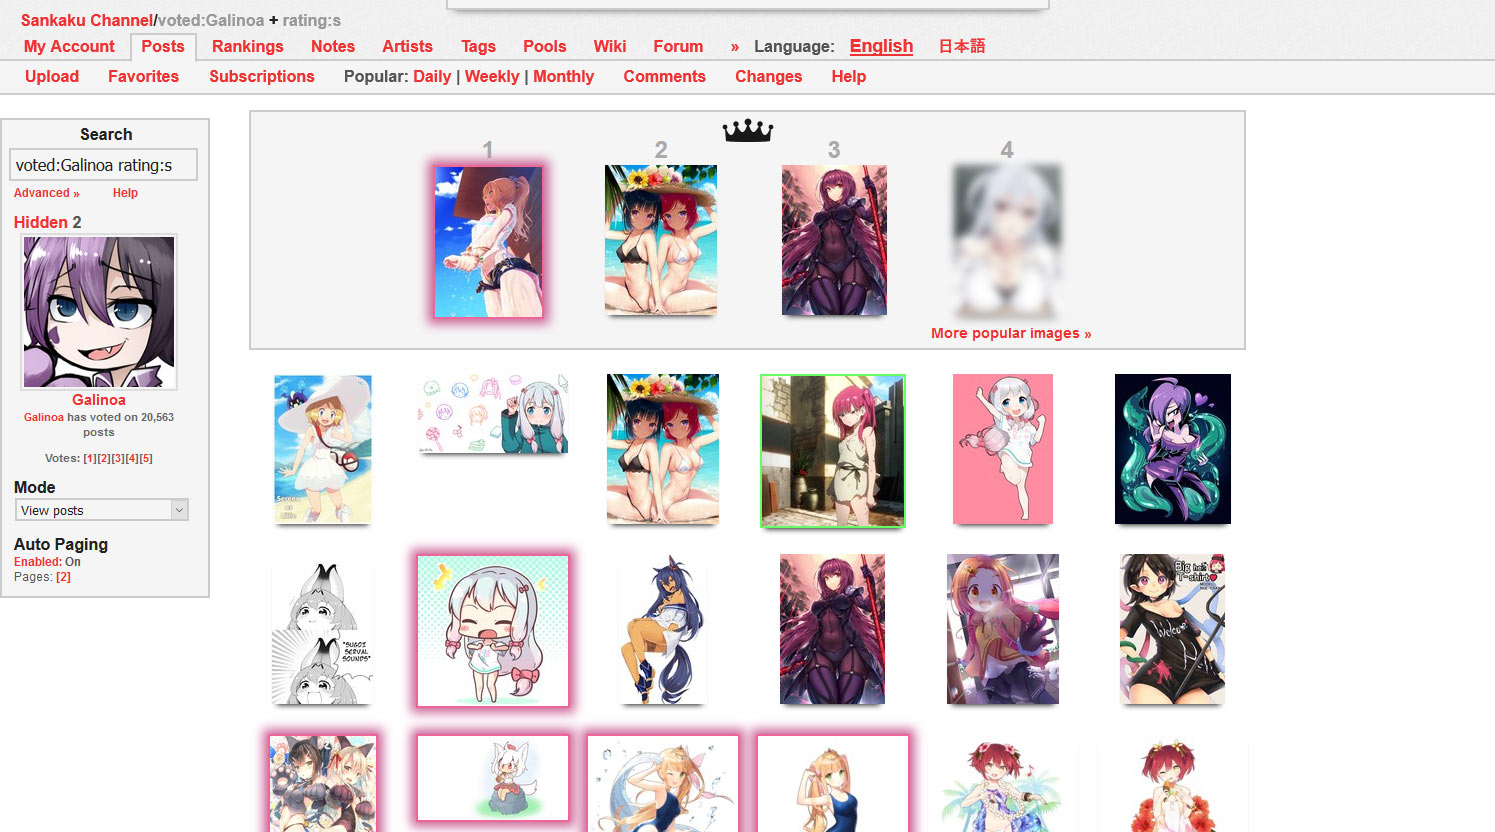 Sankaku Channel/voted:Galinoa + rating:s
My Account Posts Rankings Notes Artists Tags Pools Wiki Forum » Language: English 日本語
Upload Favorites Subscriptions Popular: Daily | Weekly | Monthly Comments Changes Help
Search
voted:Galinoa rating:s
Advanced » Help
Hidden 2
Galinoa
Galinoa has voted on 20,563
posts
Votes: [1][2][3][4][5]
Mode
View posts
Auto Paging
Enabled: On
Pages: [2]
1 2 3 4
More popular images »
Serena
as
Lillie
"SUGOI
SERVAL
SOUNDS"
Big
T-shirt
Welcome